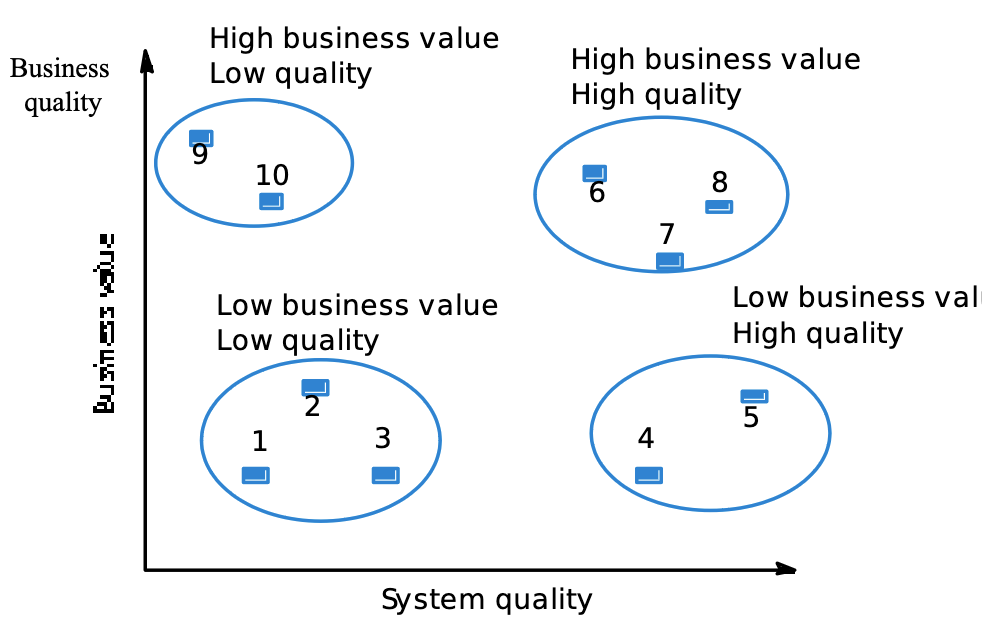 High business value
Low quality
High business value
High quality
Business
quality
9
10
6
8
7
Business value
Low business value
Low quality
Low business val
High quality
2
1
3
5
4
System quality